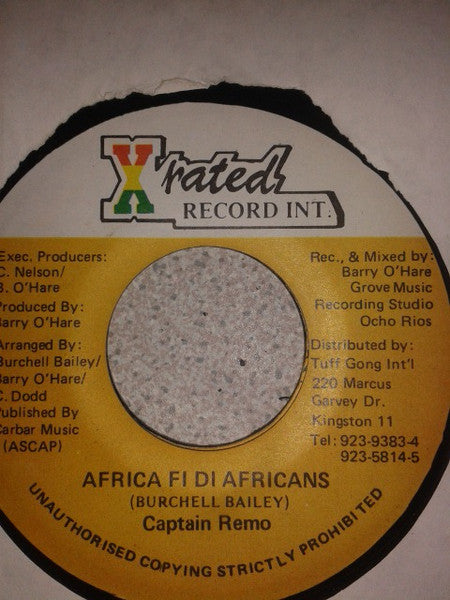 X rated
RECORD INT.
Exec. Producers:
C. Nelson/
B. O'Hare
Produced By:
Barry O'Hare
Arranged By:
Burchell Bailey/
Barry O'Hare/
C. Dodd
Published By
Carbar Music
(ASCAP)
Rec., & Mixed by:
Barry O'Hare
Grove Music
Recording Studio
Ocho Rios
Distributed by:
Tuff Gong Int'l
220 Marcus
Garvey Dr.
Kingston 11
Tel: 923-9383-4
923-5814-5
AFRICA FI DI AFRICANS
(BURCHELL BAILEY)
Captain Remo
UNAUTHORISED COPYING STRICTLY PROHIBITED